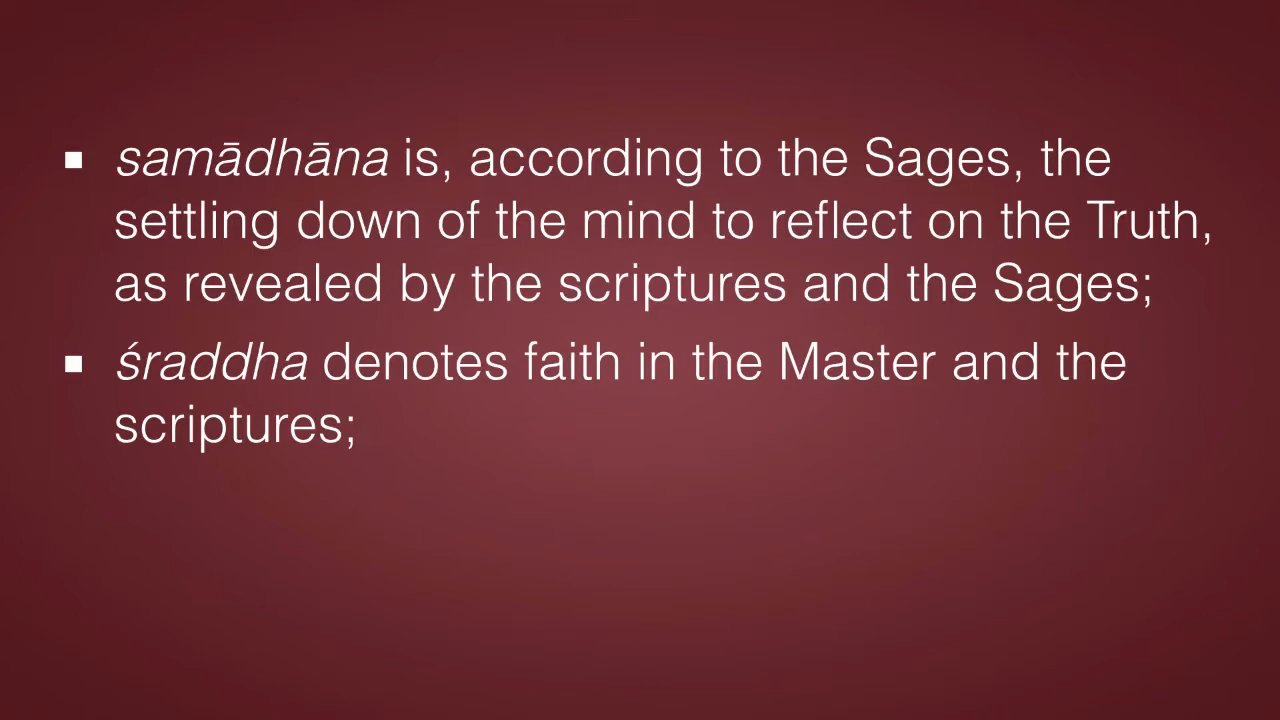 ▪ samādhāna is, according to the Sages, the
settling down of the mind to reflect on the Truth,
as revealed by the scriptures and the Sages;
▪ śraddha denotes faith in the Master and the
scriptures;